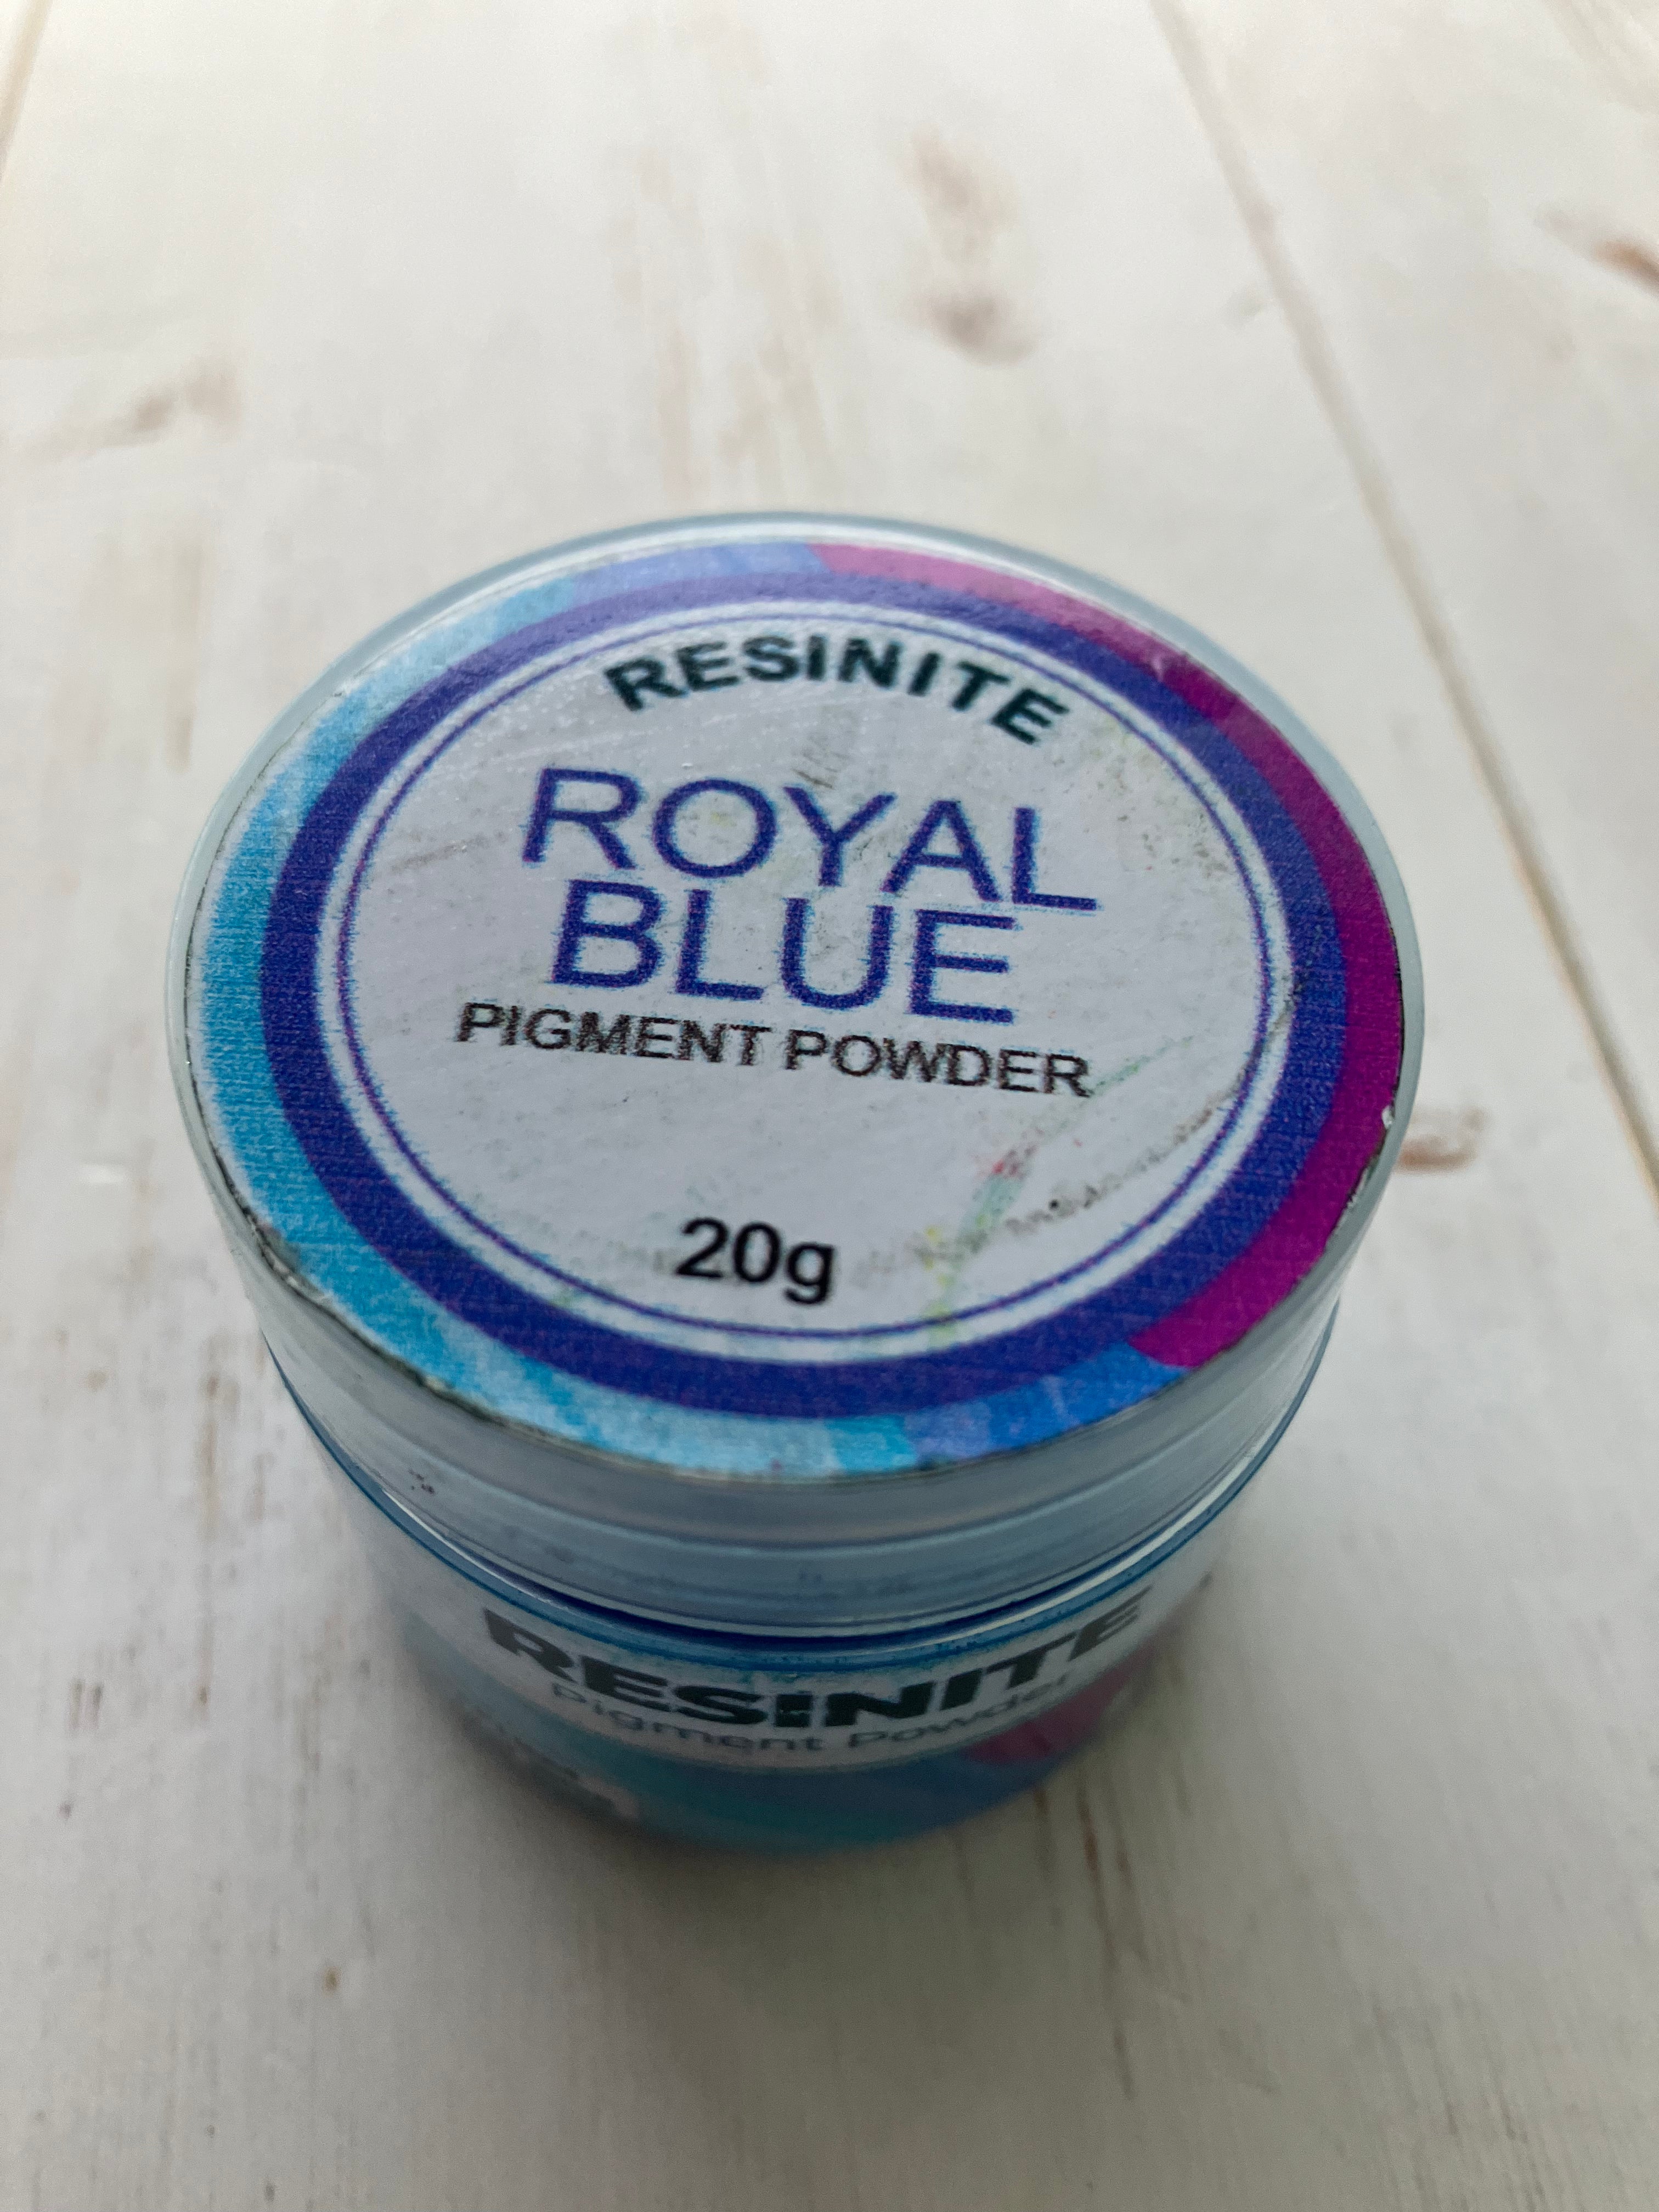 RESINITE
ROYAL
BLUE
PIGMENT POWDER
20g
RESINITE
Pigment Powder